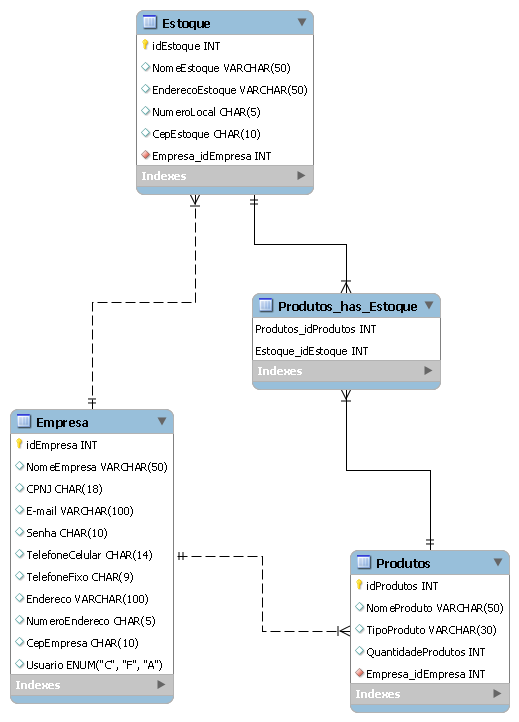 Estoque
idEstoque INT
NomeEstoque VARCHAR(50)
EnderecoEstoque VARCHAR(50)
NumeroLocal CHAR(5)
CepEstoque CHAR(10)
Empresa_idEmpresa INT
Indexes
Produtos_has_Estoque
Produtos_idProdutos INT
Estoque_idEstoque INT
Indexes
Empresa
idEmpresa INT
NomeEmpresa VARCHAR(50)
CPNJ CHAR(18)
E-mail VARCHAR(100)
Senha CHAR(10)
TelefoneCelular CHAR(14)
TelefoneFixo CHAR(9)
Endereco VARCHAR(100)
NumeroEndereco CHAR(5)
CepEmpresa CHAR(10)
Usuario ENUM("C", "F", "A")
Indexes
Produtos
idProdutos INT
NomeProduto VARCHAR(50)
TipoProduto VARCHAR(30)
QuantidadeProdutos INT
Empresa_idEmpresa INT
Indexes